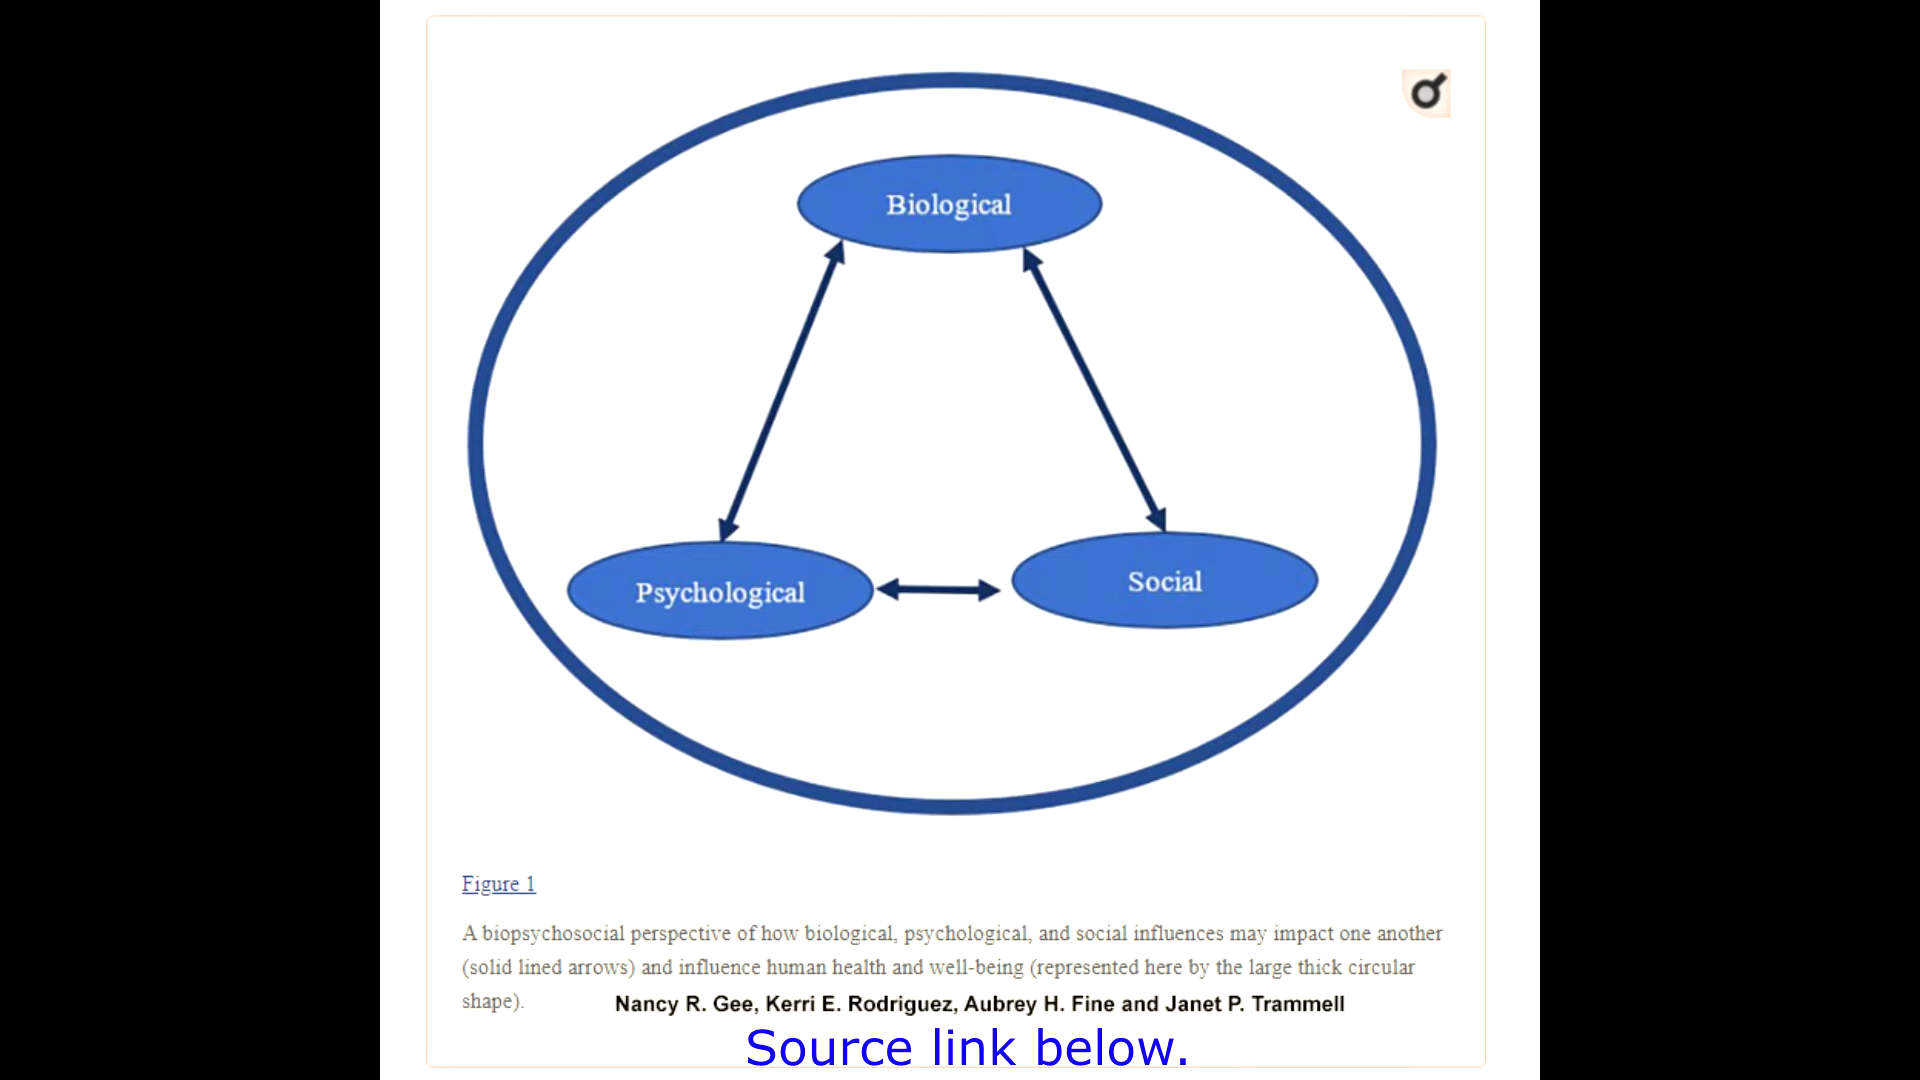 Biological
Psychological
Social
Figure 1
A biopsychosocial perspective of how biological, psychological, and social influences may impact one another
(solid lined arrows) and influence human health and well-being (represented here by the large thick circular
shape).
Nancy R. Gee, Kerri E. Rodriguez, Aubrey H. Fine and Janet P. Trammell
Source link below.